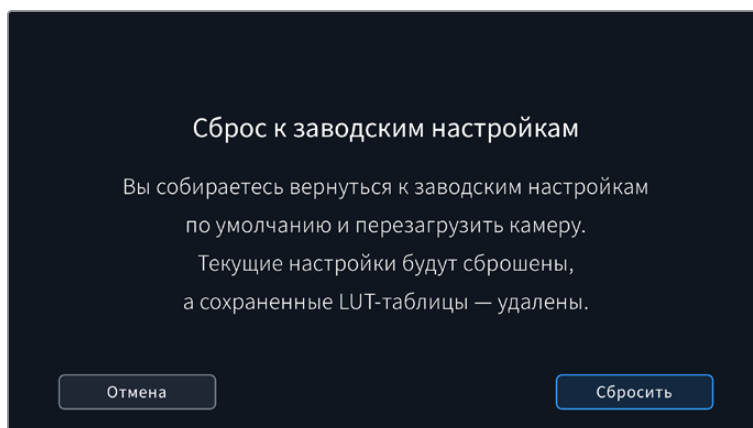 Сброс к заводским настройкам
Вы собираетесь вернуться к заводским настройкам
по умолчанию и перезагрузить камеру.
Текущие настройки будут сброшены,
а сохраненные LUT-таблицы — удалены.
Отмена
Сбросить